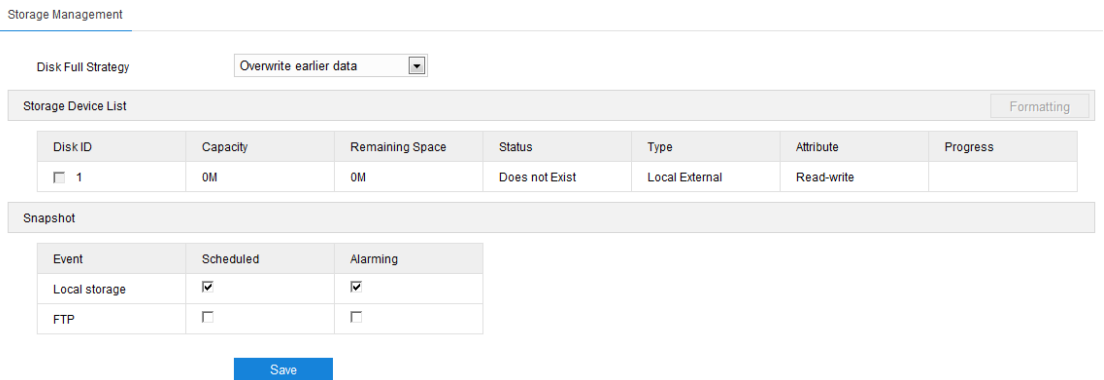 Storage Management
Disk Full Strategy Overwrite earlier data
Storage Device List Formatting
Disk ID Capacity Remaining Space Status Type Attribute Progress
1 0M 0M Does not Exist Local External Read-write
Snapshot
Event Scheduled Alarming
Local storage
FTP
Save